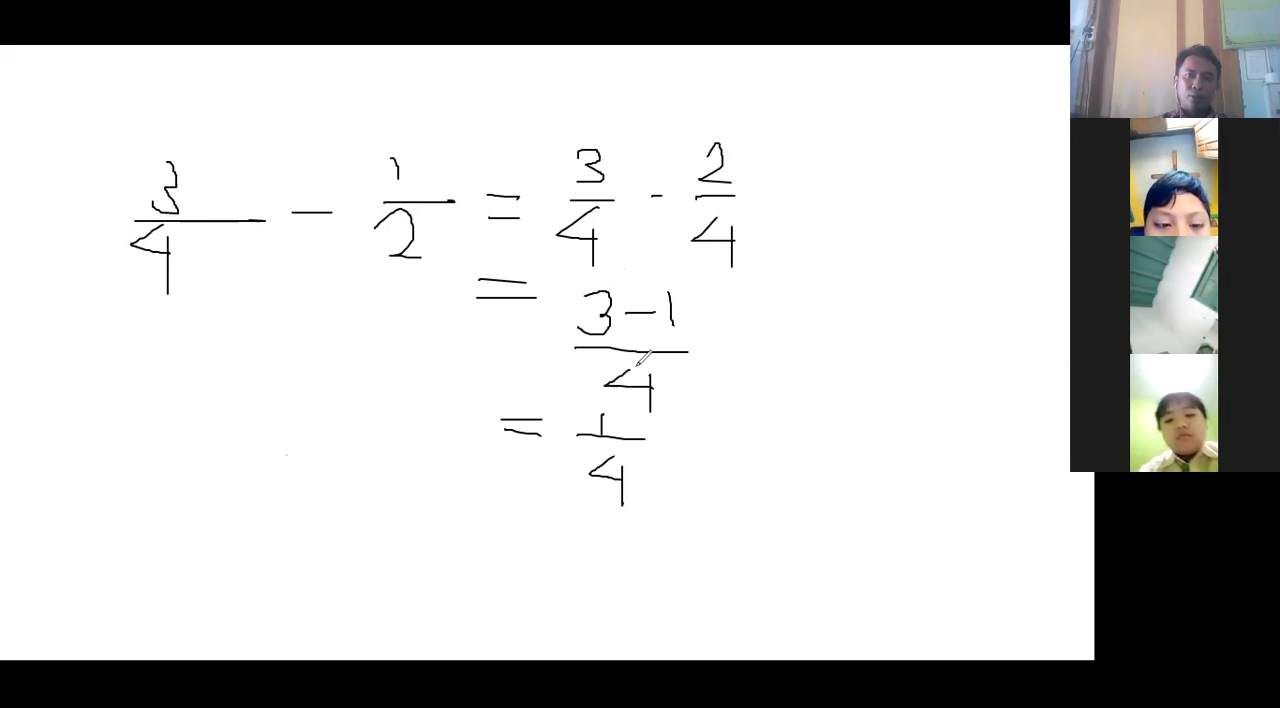 3/4 - 1/2 = 3/4 - 2/4
= 3-1/4
= 1/4